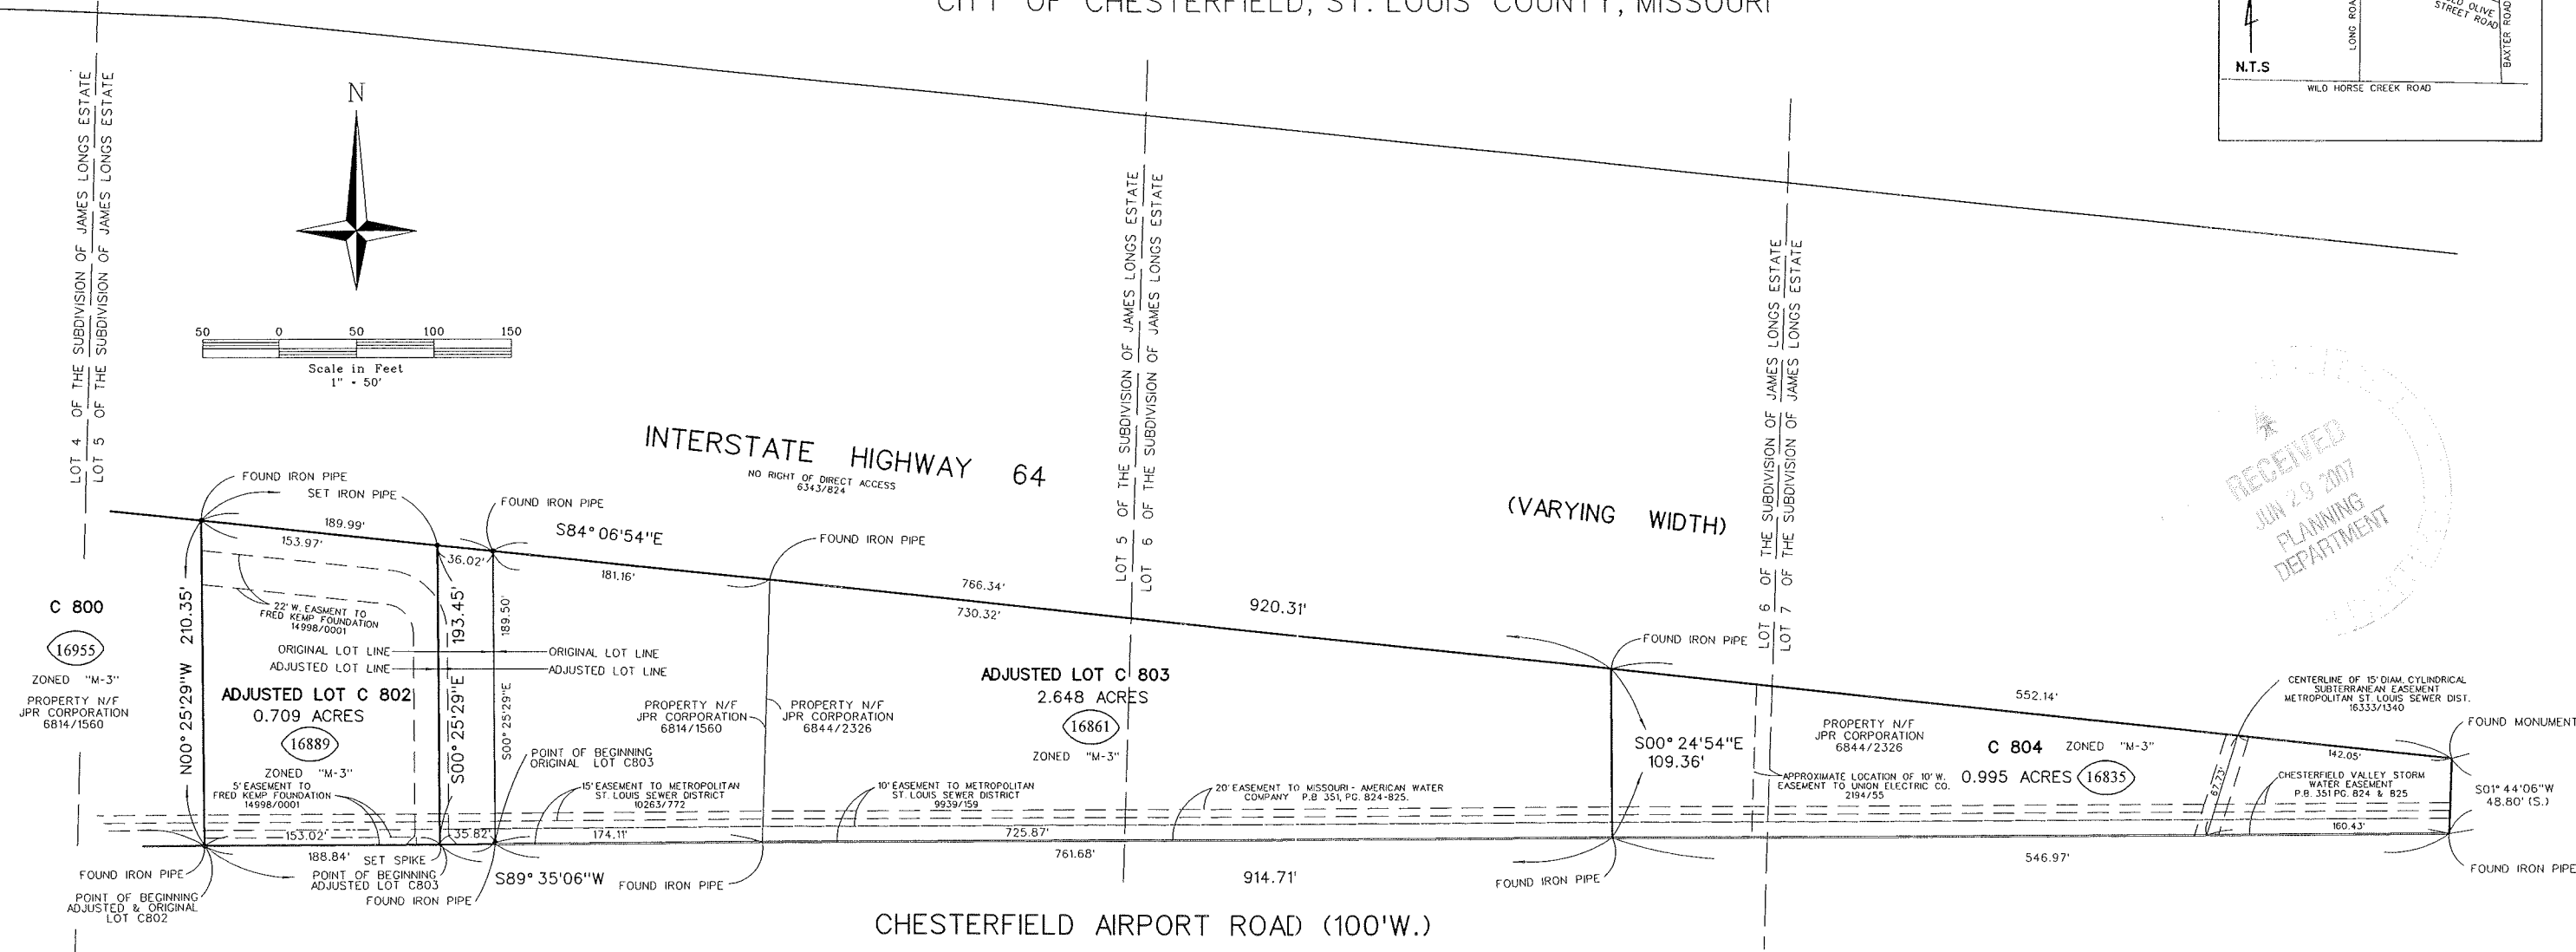 CITY OF CHESTERFIELD, ST. LOUIS COUNTY, MISSOURI
OLIVE
STREET ROAD
LONG ROAD
BAXTER ROAD
N.T.S
WILD HORSE CREEK ROAD
N
LOT 4 OF THE SUBDIVISION OF JAMES LONGS ESTATE
LOT 5 OF THE SUBDIVISION OF JAMES LONGS ESTATE
LOT 5 OF THE SUBDIVISION OF JAMES LONGS ESTATE
LOT 6 OF THE SUBDIVISION OF JAMES LONGS ESTATE
LOT 6 OF THE SUBDIVISION OF JAMES LONGS ESTATE
LOT 7 OF THE SUBDIVISION OF JAMES LONGS ESTATE
50 0 50 100 150
Scale in Feet
1" - 50'
INTERSTATE HIGHWAY 64
NO RIGHT OF DIRECT ACCESS
6343/824
(VARYING WIDTH)
RECEIVED
JUN 29 2007
PLANNING
DEPARTMENT
FOUND IRON PIPE
SET IRON PIPE
FOUND IRON PIPE
189.99'
153.97'
36.02'
S84°06'54"E
181.16'
FOUND IRON PIPE
766.34'
730.32'
920.31'
FOUND IRON PIPE
552.14'
C 800
16955
ZONED "M-3"
PROPERTY N/F
JPR CORPORATION
6814/1560
N00°25'29"W 210.35'
22' W. EASMENT TO
FRED KEMP FOUNDATION
14998/0001
ORIGINAL LOT LINE
ADJUSTED LOT LINE
ADJUSTED LOT C 802
0.709 ACRES
16889
ZONED "M-3"
5' EASEMENT TO
FRED KEMP FOUNDATION
14998/0001
S00°25'29"E 193.45'
S00°25'29"E 189.50'
ORIGINAL LOT LINE
ADJUSTED LOT LINE
POINT OF BEGINNING
ORIGINAL LOT C803
PROPERTY N/F
JPR CORPORATION
6814/1560
PROPERTY N/F
JPR CORPORATION
6844/2326
ADJUSTED LOT C 803
2.648 ACRES
16861
ZONED "M-3"
15' EASEMENT TO METROPOLITAN
ST. LOUIS SEWER DISTRICT
10263/772
10' EASEMENT TO METROPOLITAN
ST. LOUIS SEWER DISTRICT
9939/159
20' EASEMENT TO MISSOURI - AMERICAN WATER
COMPANY P.B 351, PG. 824-825.
S00°24'54"E
109.36'
APPROXIMATE LOCATION OF 10' W.
EASEMENT TO UNION ELECTRIC CO.
2194/55
PROPERTY N/F
JPR CORPORATION
6844/2326
C 804 ZONED "M-3"
0.995 ACRES 16835
CENTERLINE OF 15' DIAM. CYLINDRICAL
SUBTERRANEAN EASEMENT
METROPOLITAN ST. LOUIS SEWER DIST.
16333/1340
FOUND MONUMENT
142.05'
67.73'
CHESTERFIELD VALLEY STORM
WATER EASEMENT
P.B. 351 PG. 824 & 825
S01°44'06"W
48.80' (S.)
153.02'
35.82'
174.11'
725.87'
160.43'
188.84'
761.68'
546.97'
SET SPIKE
POINT OF BEGINNING
ADJUSTED LOT C803
FOUND IRON PIPE
POINT OF BEGINNING
ADJUSTED & ORIGINAL
LOT C802
FOUND IRON PIPE
S89°35'06"W
FOUND IRON PIPE
914.71'
FOUND IRON PIPE
FOUND IRON PIPE
CHESTERFIELD AIRPORT ROAD (100'W.)